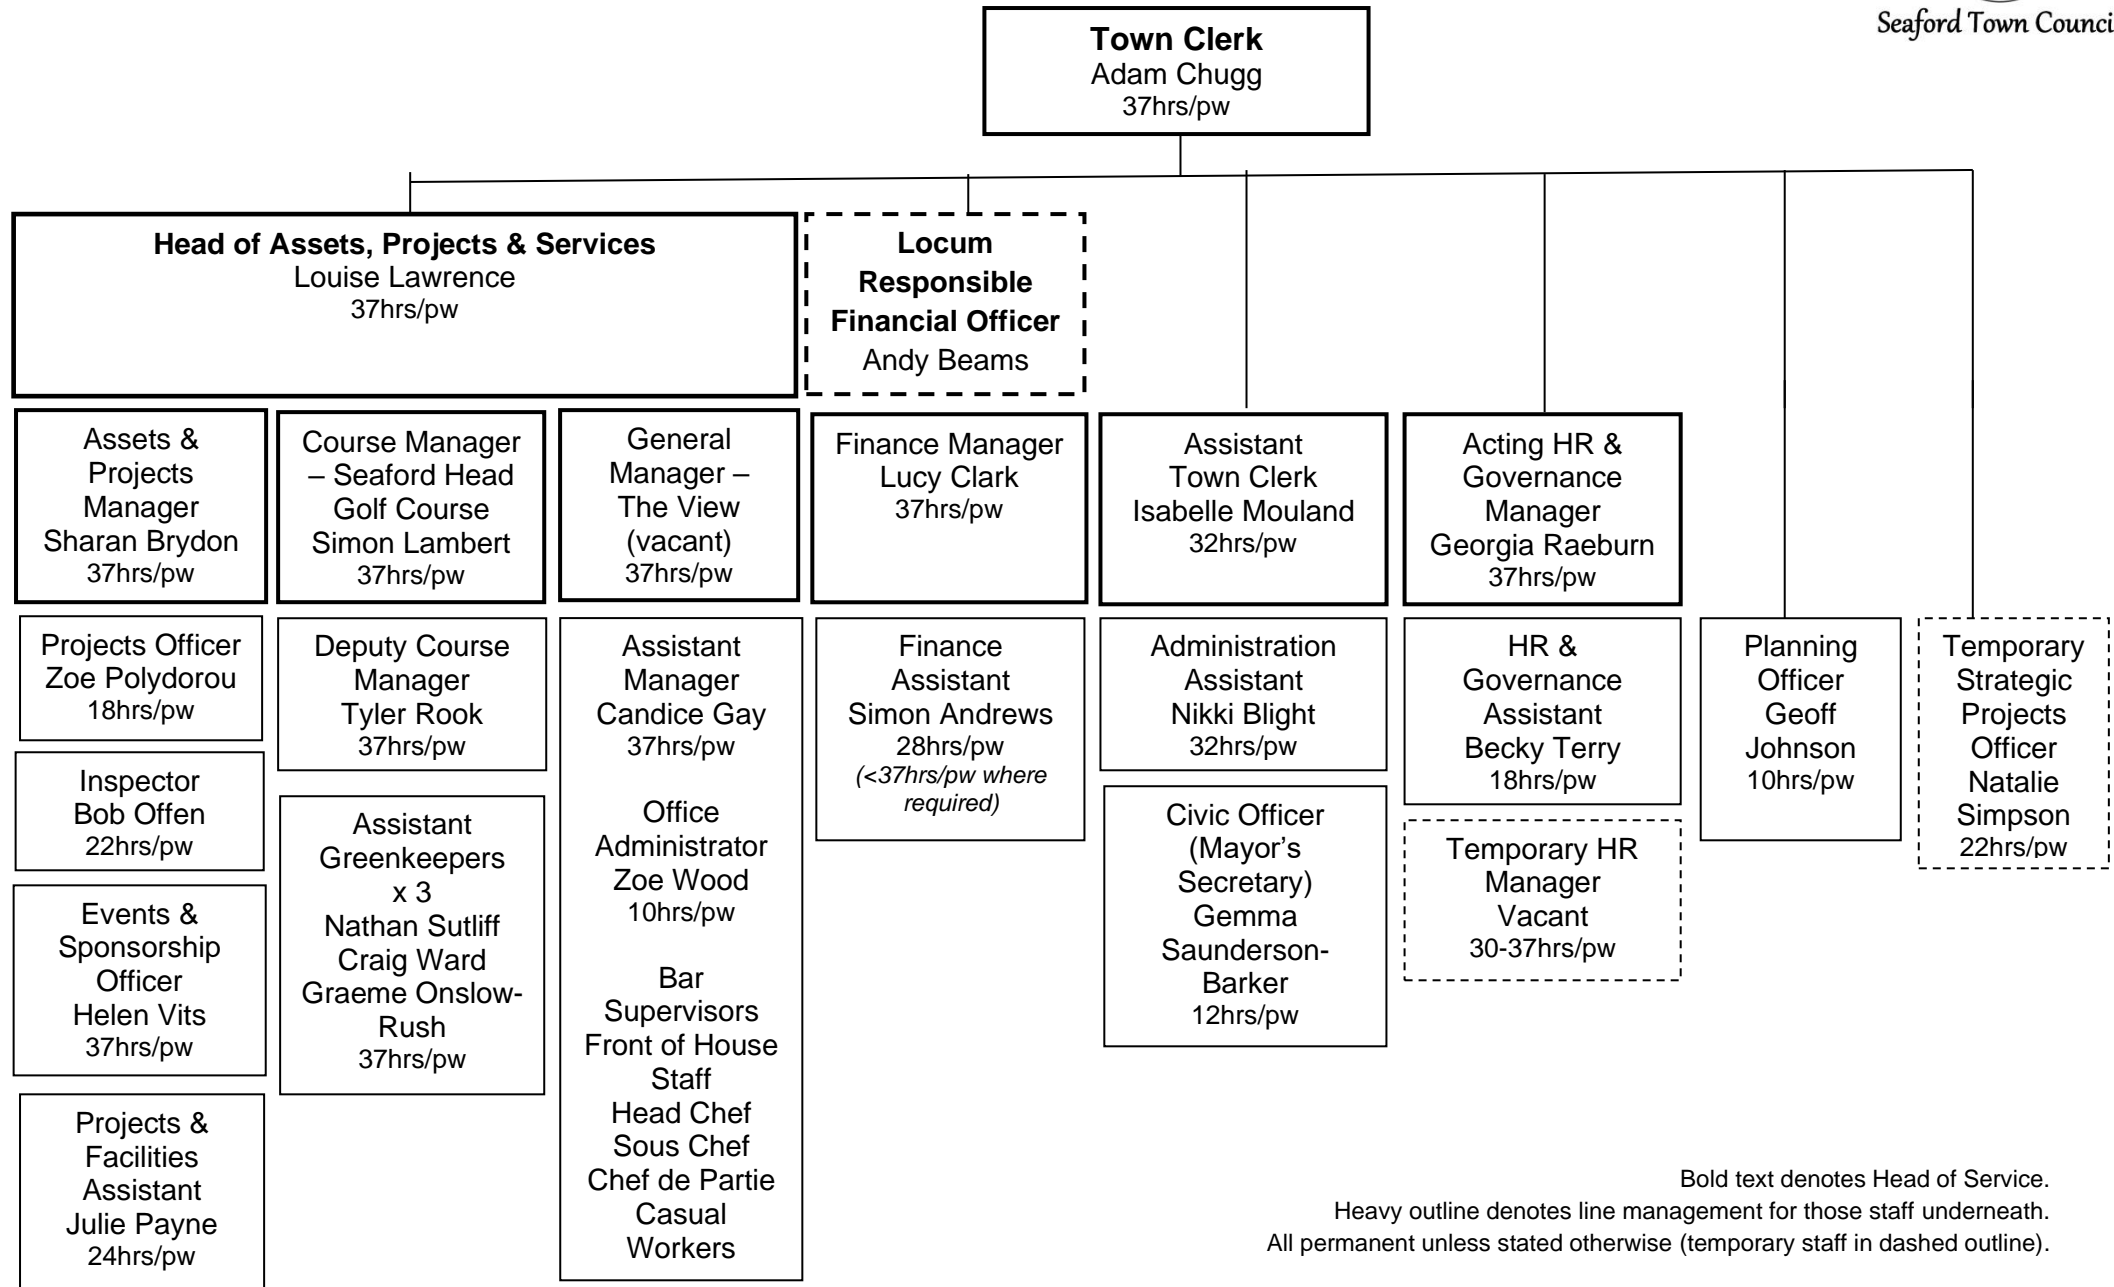 Seaford Town Counci
Town Clerk
Adam Chugg
37hrs/pw
Head of Assets, Projects & Services
Louise Lawrence
37hrs/pw
Locum
Responsible
Financial Officer
Andy Beams
Assets &
Projects
Manager
Sharan Brydon
37hrs/pw
Course Manager
– Seaford Head
Golf Course
Simon Lambert
37hrs/pw
General
Manager –
The View
(vacant)
37hrs/pw
Finance Manager
Lucy Clark
37hrs/pw
Assistant
Town Clerk
Isabelle Mouland
32hrs/pw
Acting HR &
Governance
Manager
Georgia Raeburn
37hrs/pw
Projects Officer
Zoe Polydorou
18hrs/pw
Inspector
Bob Offen
22hrs/pw
Events &
Sponsorship
Officer
Helen Vits
37hrs/pw
Projects &
Facilities
Assistant
Julie Payne
24hrs/pw
Deputy Course
Manager
Tyler Rook
37hrs/pw
Assistant
Greenkeepers
x 3
Nathan Sutliff
Craig Ward
Graeme Onslow-
Rush
37hrs/pw
Assistant
Manager
Candice Gay
37hrs/pw
Office
Administrator
Zoe Wood
10hrs/pw
Bar
Supervisors
Front of House
Staff
Head Chef
Sous Chef
Chef de Partie
Casual
Workers
Finance
Assistant
Simon Andrews
28hrs/pw
(<37hrs/pw where
required)
Administration
Assistant
Nikki Blight
32hrs/pw
Civic Officer
(Mayor’s
Secretary)
Gemma
Saunderson-
Barker
12hrs/pw
HR &
Governance
Assistant
Becky Terry
18hrs/pw
Temporary HR
Manager
Vacant
30-37hrs/pw
Planning
Officer
Geoff
Johnson
10hrs/pw
Temporary
Strategic
Projects
Officer
Natalie
Simpson
22hrs/pw
Bold text denotes Head of Service.
Heavy outline denotes line management for those staff underneath.
All permanent unless stated otherwise (temporary staff in dashed outline).